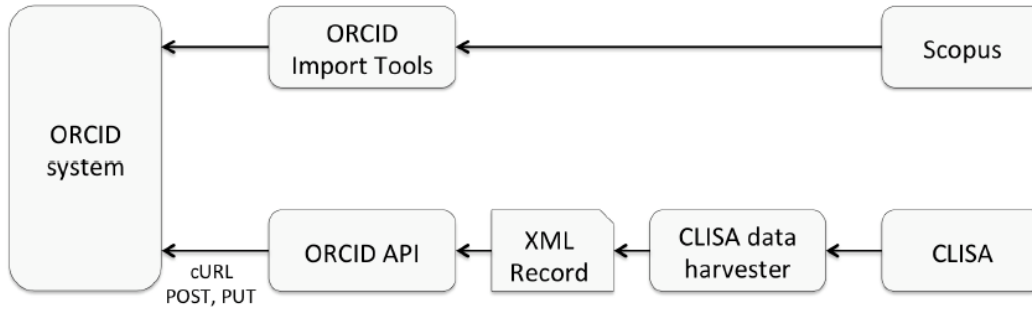 ORCID
Import Tools
Scopus
ORCID
system
ORCID API
XML
Record
CLISA data
harvester
CLISA
cURL
POST, PUT